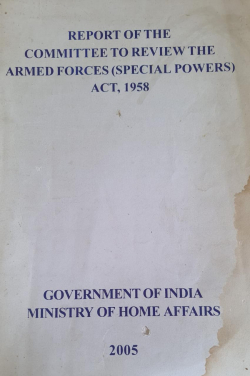 REPORT OF THE
COMMITTEE TO REVIEW THE
ARMED FORCES (SPECIAL POWERS)
ACT, 1958
GOVERNMENT OF INDIA
MINISTRY OF HOME AFFAIRS
2005